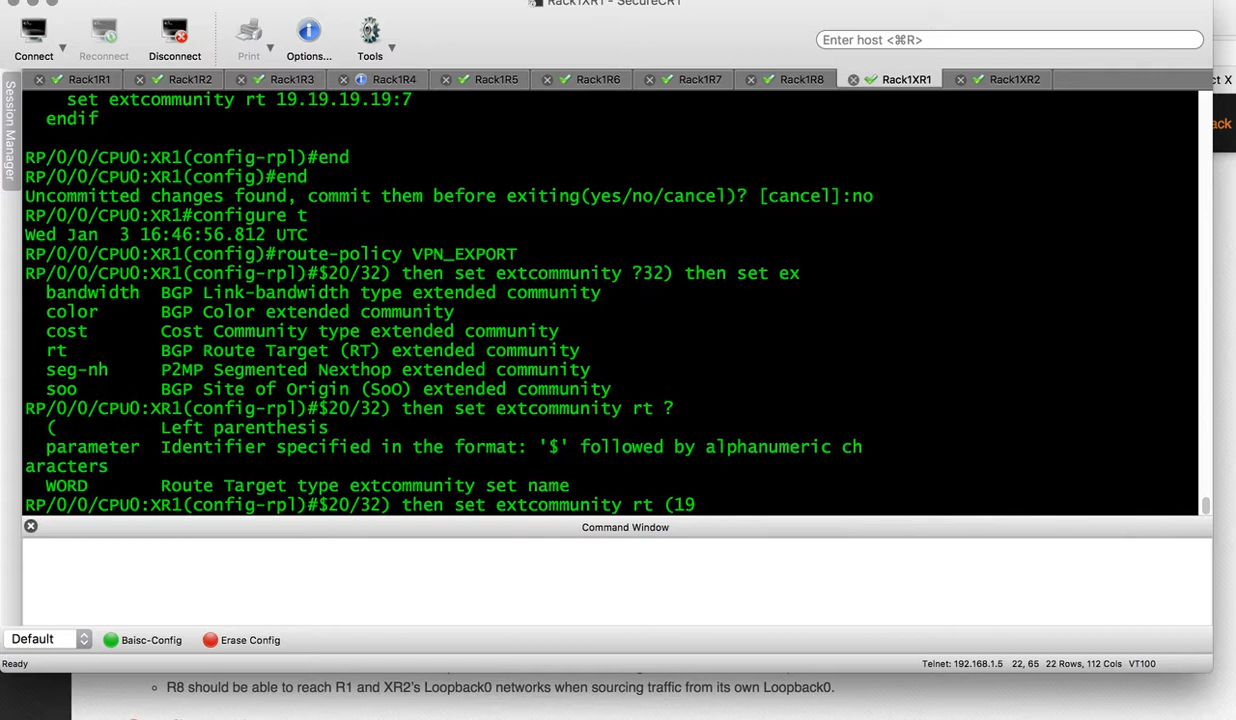 Rack1XR1 - SecureCRT
Connect
Reconnect
Disconnect
Print
Options...
Tools
Enter host <⌘R>
Rack1R1
Rack1R2
Rack1R3
Rack1R4
Rack1R5
Rack1R6
Rack1R7
Rack1R8
Rack1XR1
Rack1XR2
ct X
ack
Session Manager
set extcommunity rt 19.19.19.19:7
endif
RP/0/0/CPU0:XR1(config-rpl)#end
RP/0/0/CPU0:XR1(config)#end
Uncommitted changes found, commit them before exiting(yes/no/cancel)? [cancel]:no
RP/0/0/CPU0:XR1#configure t
Wed Jan  3 16:46:56.812 UTC
RP/0/0/CPU0:XR1(config)#route-policy VPN_EXPORT
RP/0/0/CPU0:XR1(config-rpl)#$20/32) then set extcommunity ?32) then set ex
bandwidth  BGP Link-bandwidth type extended community
color      BGP Color extended community
cost       Cost Community type extended community
rt         BGP Route Target (RT) extended community
seg-nh     P2MP Segmented Nexthop extended community
soo        BGP Site of Origin (SoO) extended community
RP/0/0/CPU0:XR1(config-rpl)#$20/32) then set extcommunity rt ?
(          Left parenthesis
parameter  Identifier specified in the format: '$' followed by alphanumeric ch
aracters
WORD       Route Target type extcommunity set name
RP/0/0/CPU0:XR1(config-rpl)#$20/32) then set extcommunity rt (19
Command Window
Default
Baisc-Config
Erase Config
Ready
Telnet: 192.168.1.5  22, 65  22 Rows, 112 Cols  VT100
R8 should be able to reach R1 and XR2's Loopback0 networks when sourcing traffic from its own Loopback0.